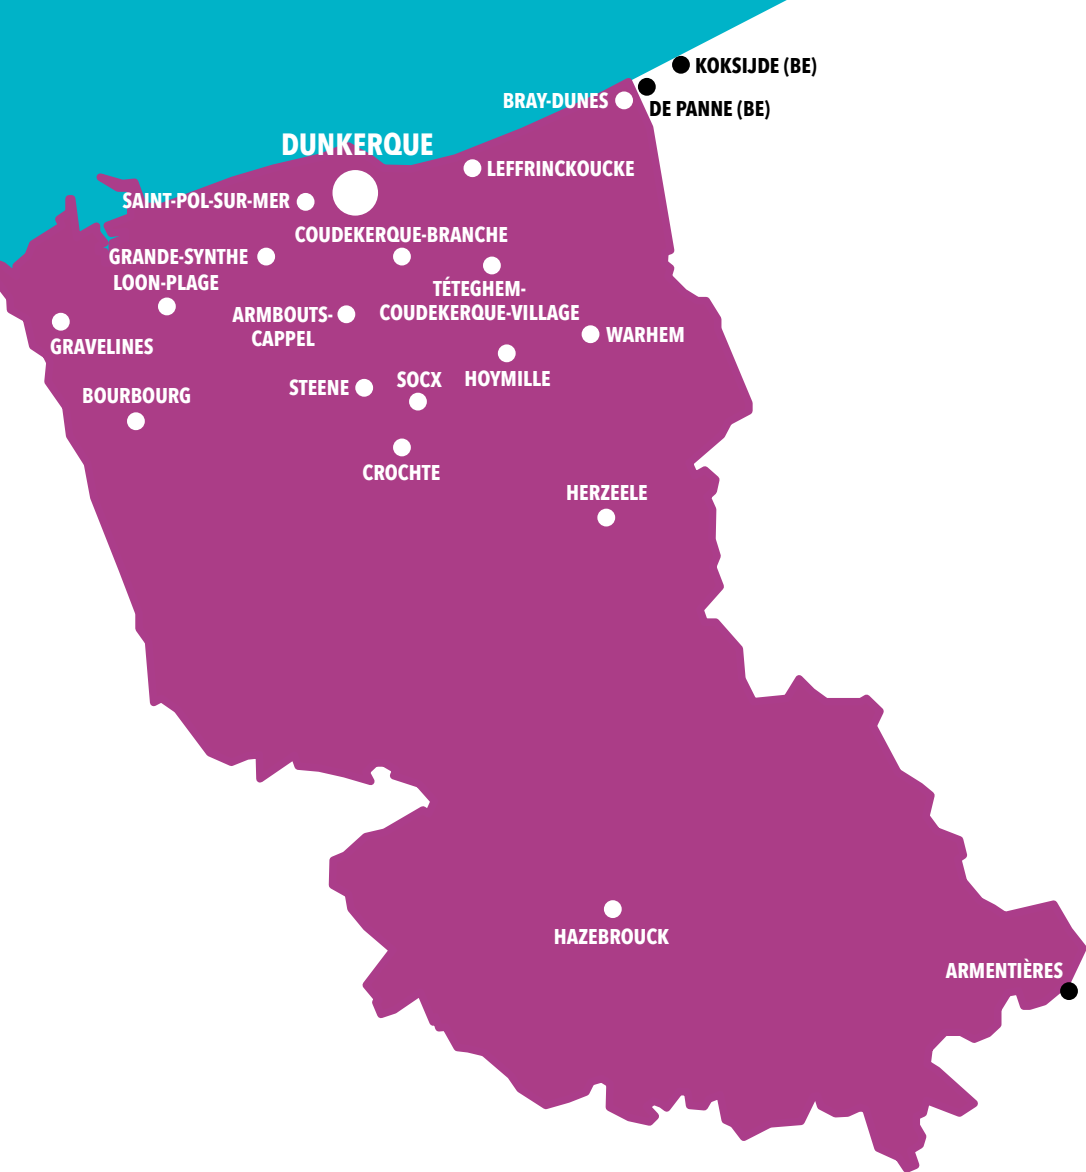 KOKSIJDE (BE)
BRAY-DUNES
DE PANNE (BE)
DUNKERQUE
LEFFRINCKOUCKE
SAINT-POL-SUR-MER
COUDEKERQUE-BRANCHE
GRANDE-SYNTHE
LOON-PLAGE
TÉTEGHEM-
COUDEKERQUE-VILLAGE
ARMBOUTS-
CAPPEL
WARHEM
GRAVELINES
HOYMILLE
SOCX
STEENE
BOURBOURG
CROCHTE
HERZEELE
HAZEBROUCK
ARMENTIÈRES